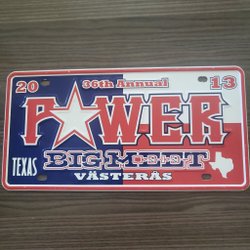 20 36th Annual 13
POWER
TEXAS BIG MEET
VÄSTERÅS